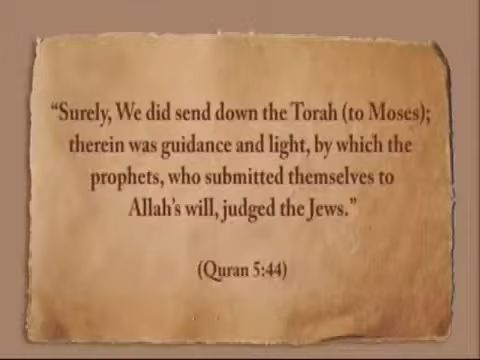 “Surely, We did send down the Torah (to Moses);
therein was guidance and light, by which the
prophets, who submitted themselves to
Allah’s will, judged the Jews.”
(Quran 5:44)